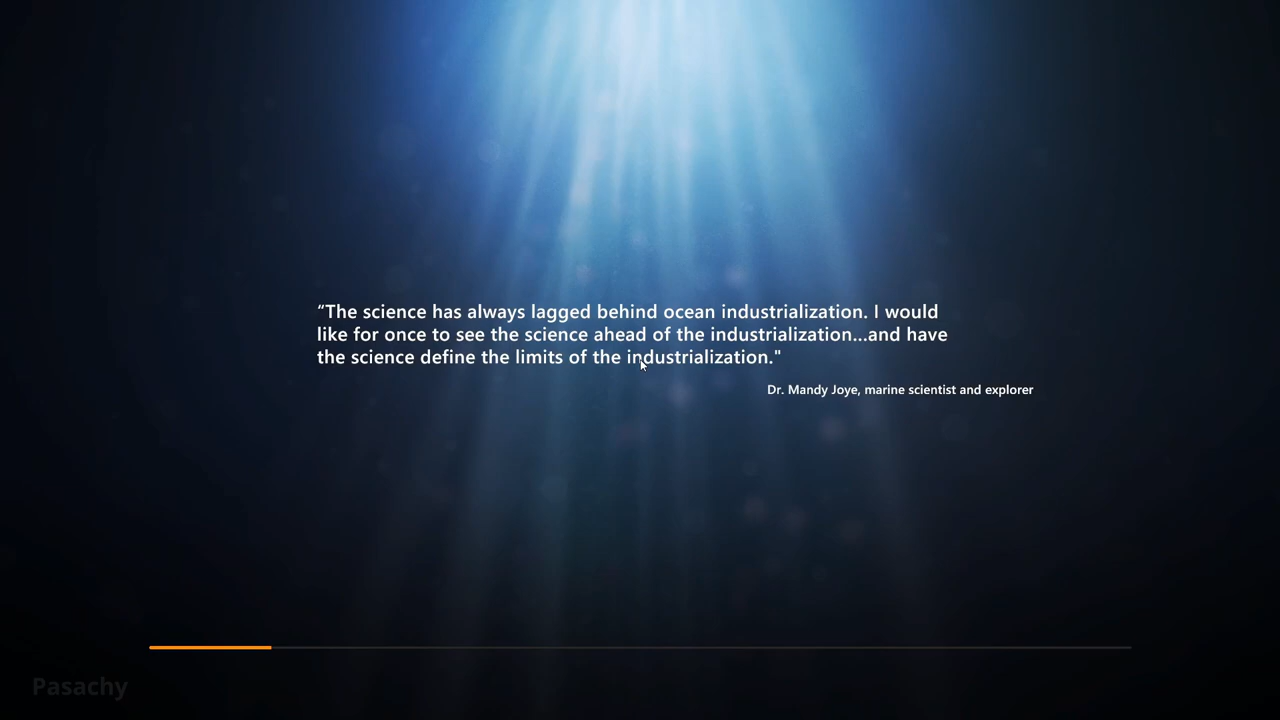 “The science has always lagged behind ocean industrialization. I would
like for once to see the science ahead of the industrialization...and have
the science define the limits of the industrialization."
Dr. Mandy Joye, marine scientist and explorer
Pasachy